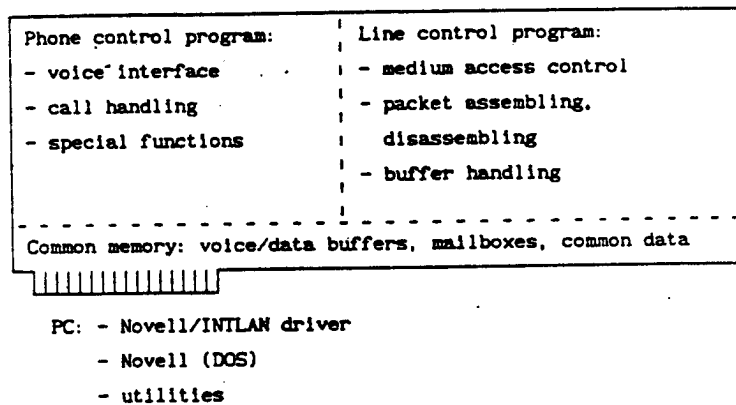 Phone control program:
- voice interface
- call handling
- special functions
Line control program:
- medium access control
- packet assembling,
disassembling
- buffer handling
Common memory: voice/data buffers, mailboxes, common data
PC: - Novell/INTLAN driver
- Novell (DOS)
- utilities